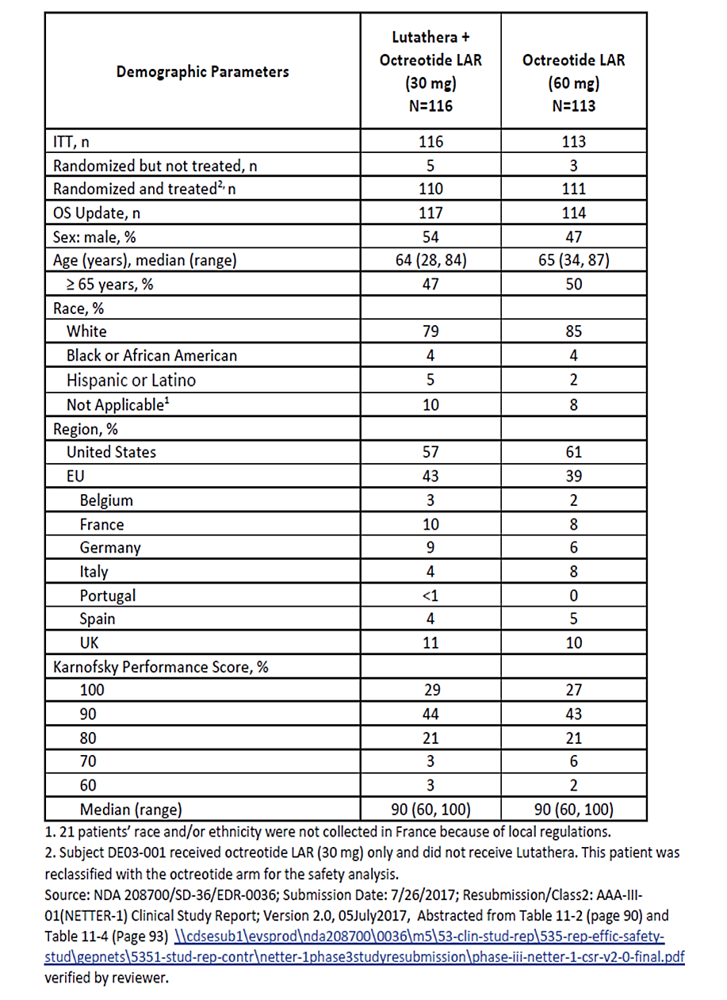 Demographic Parameters
Lutathera +
Octreotide LAR
(30 mg)
N=116
Octreotide LAR
(60 mg)
N=113
ITT, n 116 113
Randomized but not treated, n 5 3
Randomized and treated², n 110 111
OS Update, n 117 114
Sex: male, % 54 47
Age (years), median (range) 64 (28, 84) 65 (34, 87)
≥ 65 years, % 47 50
Race, %
White 79 85
Black or African American 4 4
Hispanic or Latino 5 2
Not Applicable¹ 10 8
Region, %
United States 57 61
EU 43 39
Belgium 3 2
France 10 8
Germany 9 6
Italy 4 8
Portugal <1 0
Spain 4 5
UK 11 10
Karnofsky Performance Score, %
100 29 27
90 44 43
80 21 21
70 3 6
60 3 2
Median (range) 90 (60, 100) 90 (60, 100)
1. 21 patients' race and/or ethnicity were not collected in France because of local regulations.
2. Subject DE03-001 received octreotide LAR (30 mg) only and did not receive Lutathera. This patient was
reclassified with the octreotide arm for the safety analysis.
Source: NDA 208700/SD-36/EDR-0036; Submission Date: 7/26/2017; Resubmission/Class2: AAA-III-
01(NETTER-1) Clinical Study Report; Version 2.0, 05July2017, Abstracted from Table 11-2 (page 90) and
Table 11-4 (Page 93) \\cdsesub1\evsprod\nda208700\0036\m5\53-clin-stud-rep\535-rep-effic-safety-
stud\gepnets\5351-stud-rep-contr\netter-1phase3studyresubmission\phase-iii-netter-1-csr-v2-0-final.pdf
verified by reviewer.